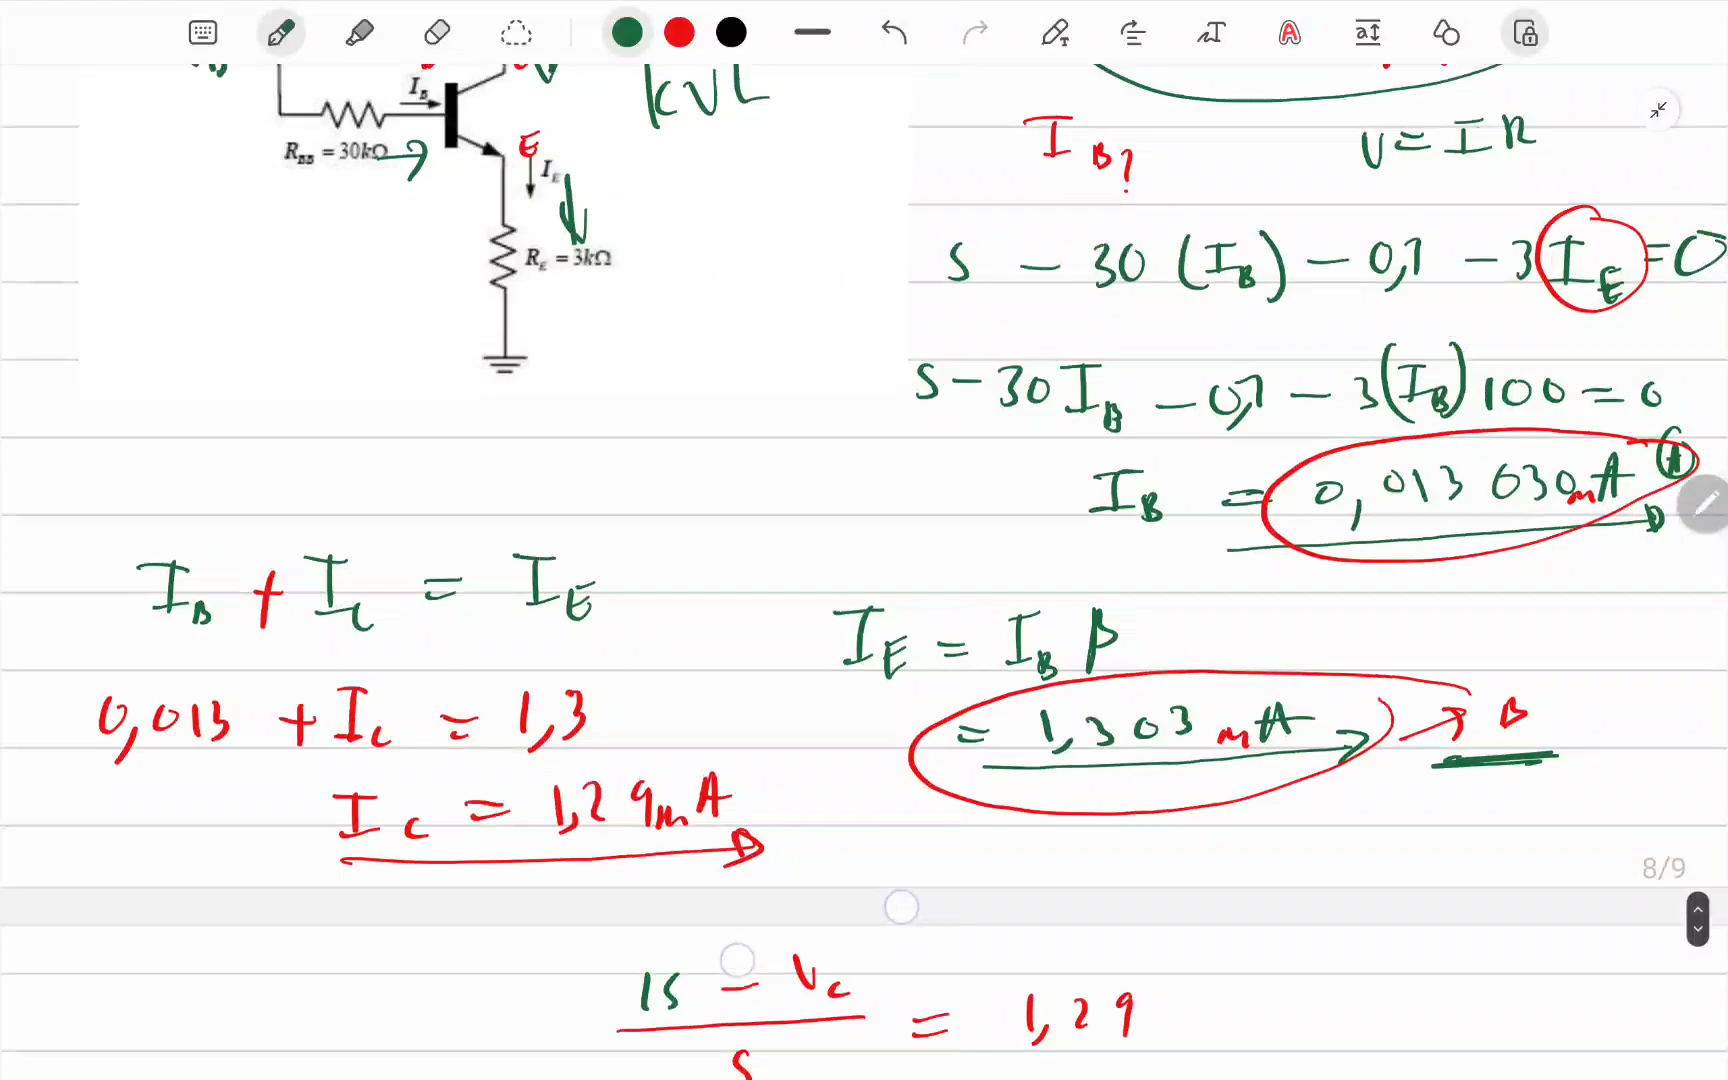 I_B
KVL
R_BB = 30kΩ
E
I_E
R_E = 3kΩ
I_B?
V = IR
5 - 30 (I_B) - 0,7 - 3 I_E = 0
5 - 30 I_B - 0,7 - 3 (I_B) 100 = 0
I_B = 0,013 030 mA
A
I_B + I_C = I_E
I_E = I_B β
0,013 + I_C = 1,3
= 1,303 mA → B
I_C = 1,29 mA
8/9
15 - V_C
= 1,29
5